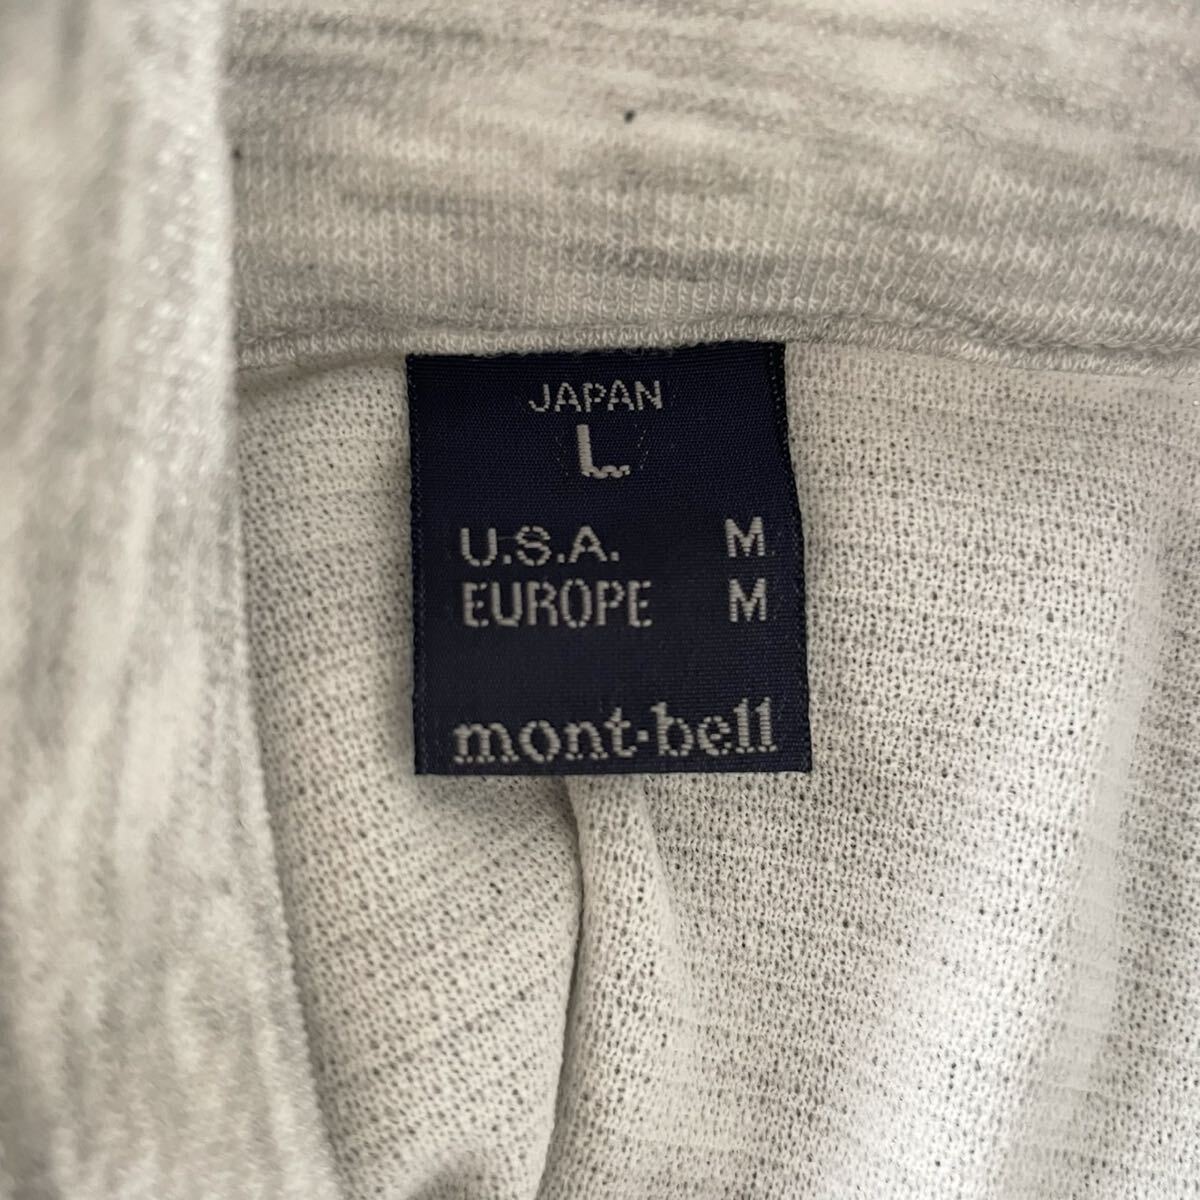 JAPAN
L
U.S.A. M
EUROPE M
mont-bell